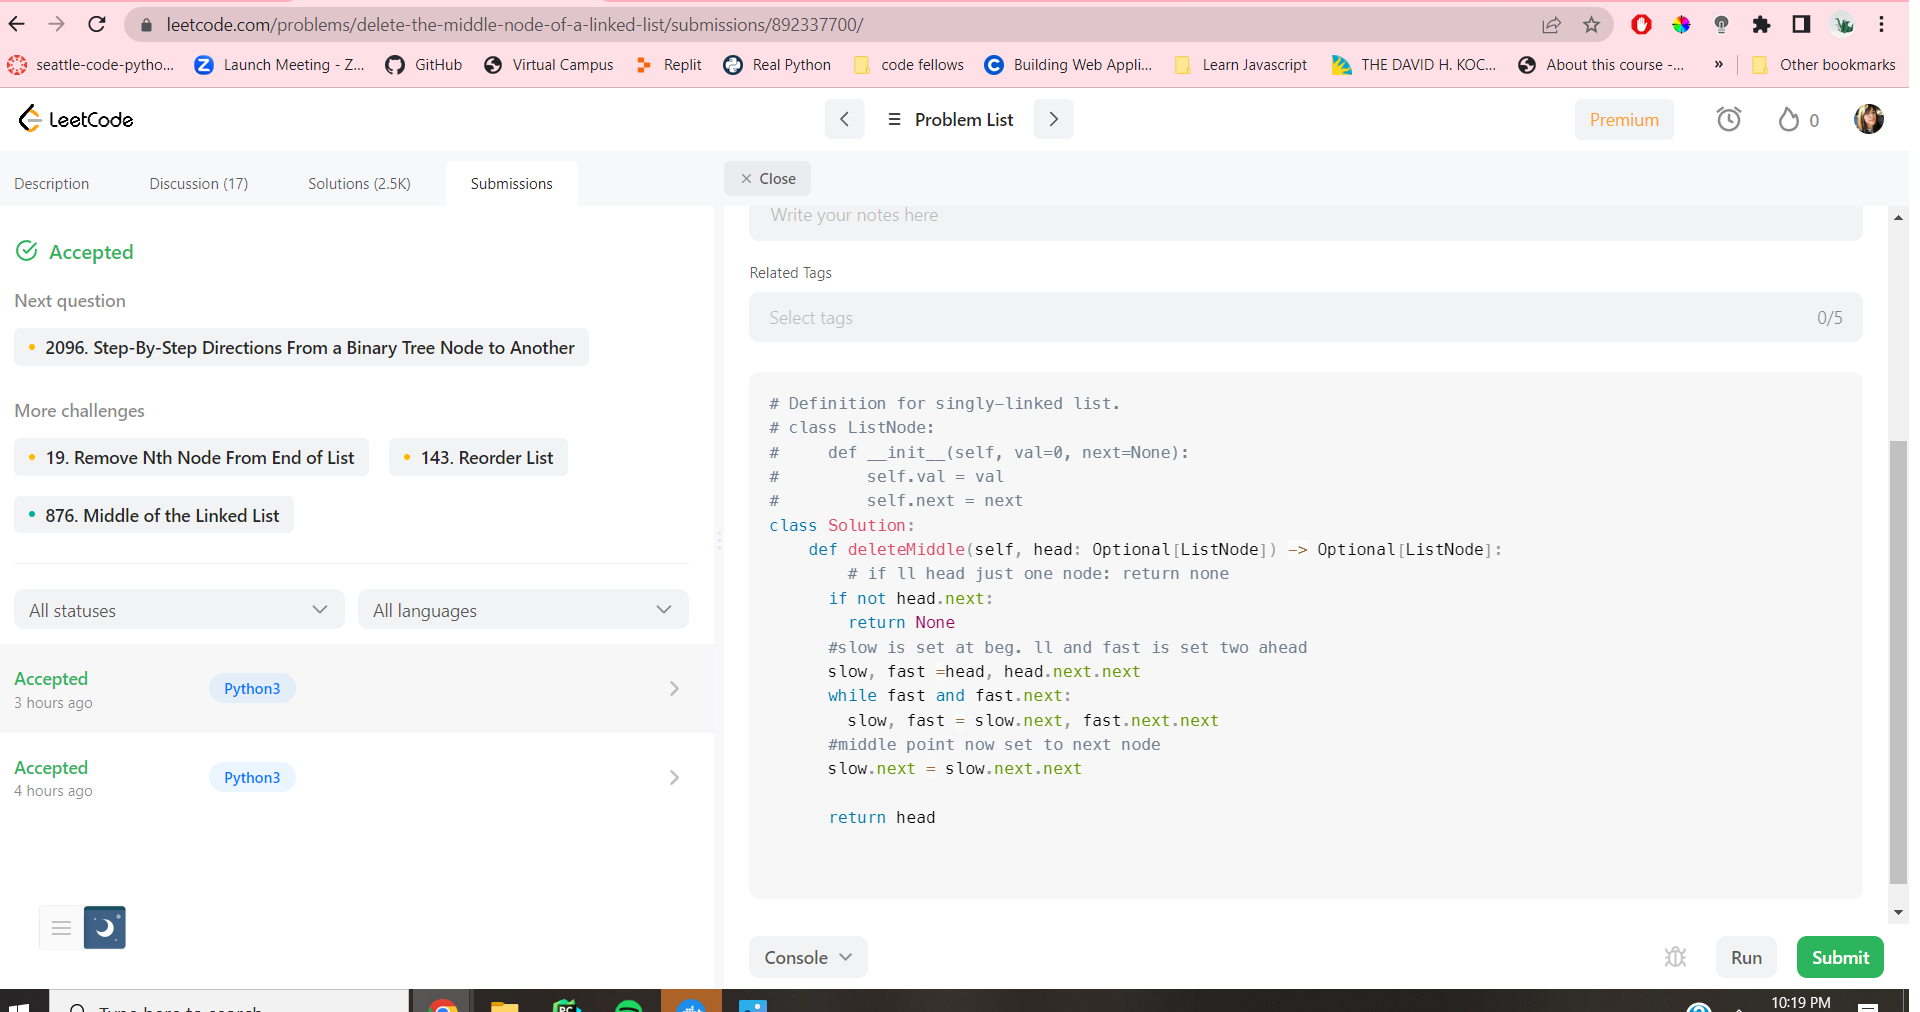 leetcode.com/problems/delete-the-middle-node-of-a-linked-list/submissions/892337700/
seattle-code-pytho... Launch Meeting - Z... GitHub Virtual Campus Replit Real Python code fellows Building Web Appli... Learn Javascript THE DAVID H. KOC... About this course -... » Other bookmarks
LeetCode Problem List Premium 0
Description Discussion (17) Solutions (2.5K) Submissions × Close
Write your notes here
Accepted
Related Tags
Next question
Select tags 0/5
2096. Step-By-Step Directions From a Binary Tree Node to Another
More challenges
19. Remove Nth Node From End of List 143. Reorder List
876. Middle of the Linked List
All statuses All languages
Accepted Python3
3 hours ago
Accepted Python3
4 hours ago
# Definition for singly-linked list.
# class ListNode:
#     def __init__(self, val=0, next=None):
#         self.val = val
#         self.next = next
class Solution:
    def deleteMiddle(self, head: Optional[ListNode]) -> Optional[ListNode]:
        # if ll head just one node: return none
      if not head.next:
        return None
      #slow is set at beg. ll and fast is set two ahead
      slow, fast =head, head.next.next
      while fast and fast.next:
        slow, fast = slow.next, fast.next.next
      #middle point now set to next node
      slow.next = slow.next.next
      return head
Console Run Submit
Type here to search
10:19 PM